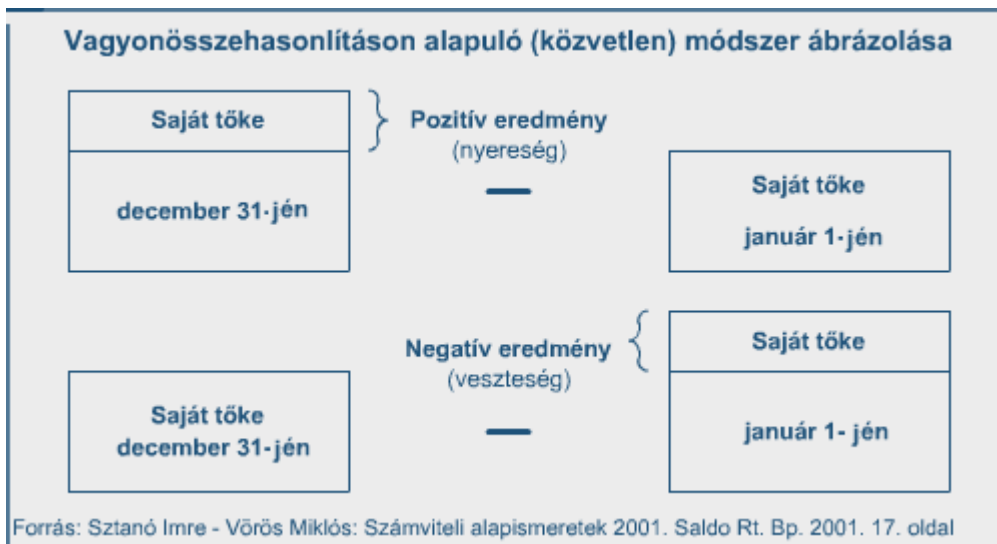 Vagyonösszehasonlításon alapuló (közvetlen) módszer ábrázolása
Saját tőke
december 31-jén
Pozitív eredmény
(nyereség)
—
Saját tőke
január 1-jén
Saját tőke
december 31-jén
Negatív eredmény
(veszteség)
—
Saját tőke
január 1- jén
Forrás: Sztanó Imre - Vörös Miklós: Számviteli alapismeretek 2001. Saldo Rt. Bp. 2001. 17. oldal